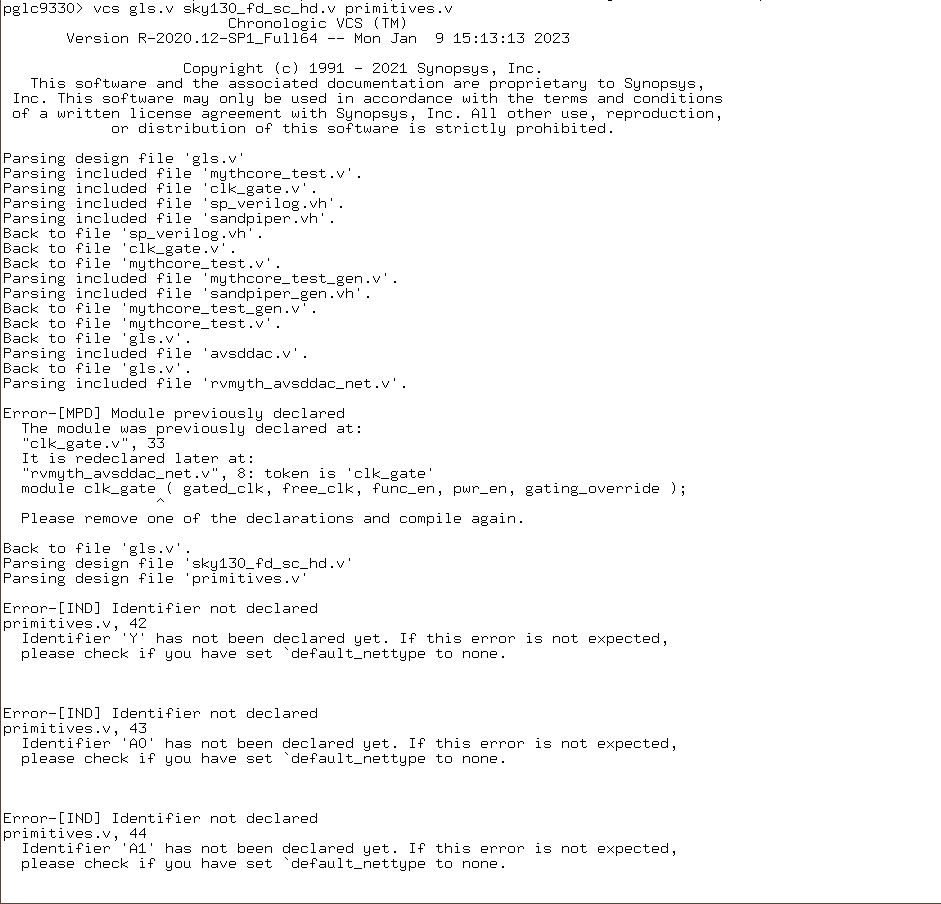 pglc9330> vcs gls.v sky130_fd_sc_hd.v primitives.v
Chronologic VCS (TM)
Version R-2020.12-SP1_Full64 -- Mon Jan  9 15:13:13 2023
Copyright (c) 1991 - 2021 Synopsys, Inc.
This software and the associated documentation are proprietary to Synopsys,
Inc. This software may only be used in accordance with the terms and conditions
of a written license agreement with Synopsys, Inc. All other use, reproduction,
or distribution of this software is strictly prohibited.
Parsing design file 'gls.v'
Parsing included file 'mythcore_test.v'.
Parsing included file 'clk_gate.v'.
Parsing included file 'sp_verilog.vh'.
Parsing included file 'sandpiper.vh'.
Back to file 'sp_verilog.vh'.
Back to file 'clk_gate.v'.
Back to file 'mythcore_test.v'.
Parsing included file 'mythcore_test_gen.v'.
Parsing included file 'sandpiper_gen.vh'.
Back to file 'mythcore_test_gen.v'.
Back to file 'mythcore_test.v'.
Back to file 'gls.v'.
Parsing included file 'avsddac.v'.
Back to file 'gls.v'.
Parsing included file 'rvmyth_avsddac_net.v'.
Error-[MPD] Module previously declared
The module was previously declared at:
"clk_gate.v", 33
It is redeclared later at:
"rvmyth_avsddac_net.v", 8: token is 'clk_gate'
module clk_gate ( gated_clk, free_clk, func_en, pwr_en, gating_override );
^
Please remove one of the declarations and compile again.
Back to file 'gls.v'.
Parsing design file 'sky130_fd_sc_hd.v'
Parsing design file 'primitives.v'
Error-[IND] Identifier not declared
primitives.v, 42
Identifier 'Y' has not been declared yet. If this error is not expected,
please check if you have set `default_nettype to none.
Error-[IND] Identifier not declared
primitives.v, 43
Identifier 'A0' has not been declared yet. If this error is not expected,
please check if you have set `default_nettype to none.
Error-[IND] Identifier not declared
primitives.v, 44
Identifier 'A1' has not been declared yet. If this error is not expected,
please check if you have set `default_nettype to none.